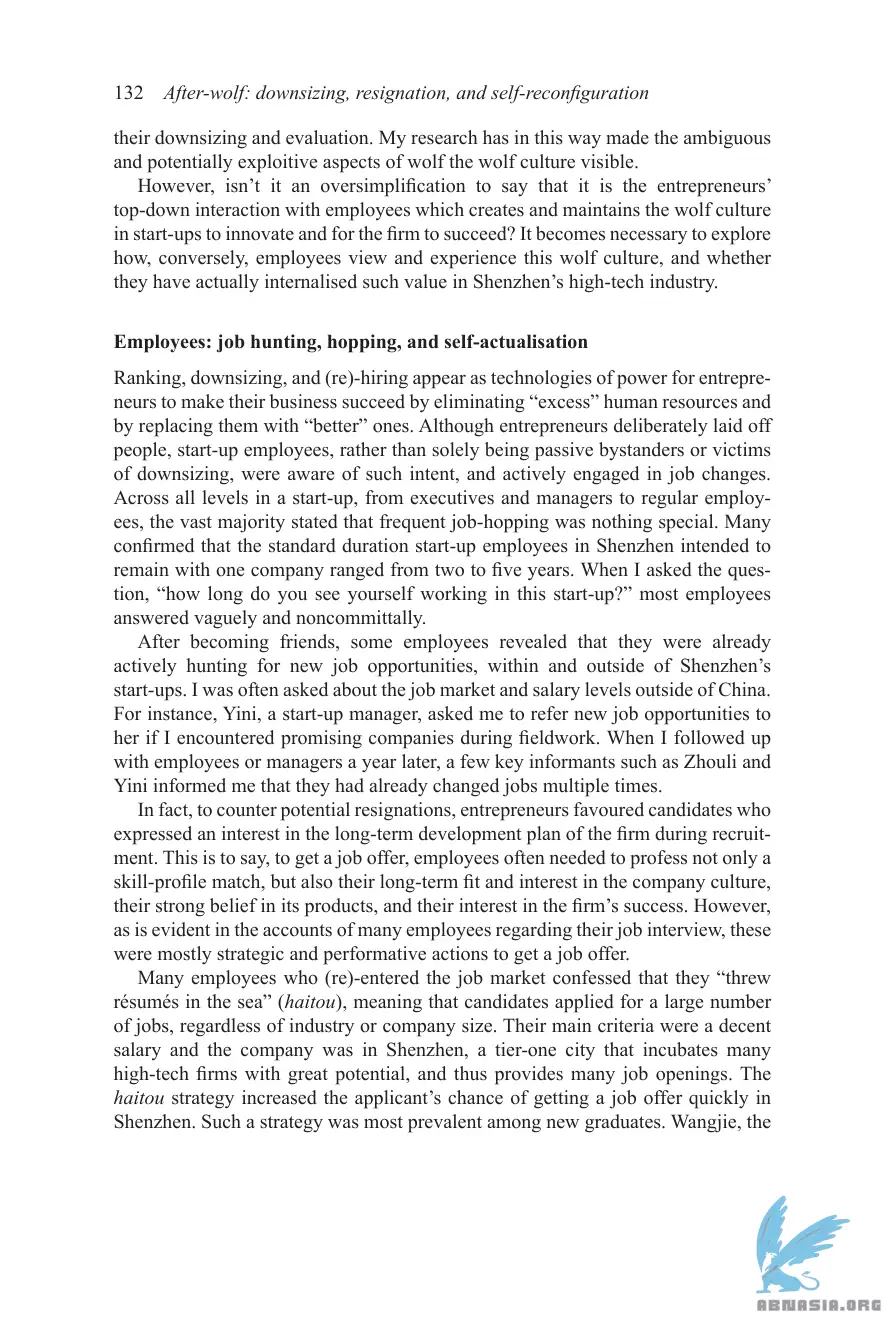 132 After-wolf: downsizing, resignation, and self-reconfiguration
their downsizing and evaluation. My research has in this way made the ambiguous
and potentially exploitive aspects of wolf the wolf culture visible.
However, isn’t it an oversimplification to say that it is the entrepreneurs’
top-down interaction with employees which creates and maintains the wolf culture
in start-ups to innovate and for the firm to succeed? It becomes necessary to explore
how, conversely, employees view and experience this wolf culture, and whether
they have actually internalised such value in Shenzhen’s high-tech industry.
Employees: job hunting, hopping, and self-actualisation
Ranking, downsizing, and (re)-hiring appear as technologies of power for entrepre-
neurs to make their business succeed by eliminating “excess” human resources and
by replacing them with “better” ones. Although entrepreneurs deliberately laid off
people, start-up employees, rather than solely being passive bystanders or victims
of downsizing, were aware of such intent, and actively engaged in job changes.
Across all levels in a start-up, from executives and managers to regular employ-
ees, the vast majority stated that frequent job-hopping was nothing special. Many
confirmed that the standard duration start-up employees in Shenzhen intended to
remain with one company ranged from two to five years. When I asked the ques-
tion, “how long do you see yourself working in this start-up?” most employees
answered vaguely and noncommittally.
After becoming friends, some employees revealed that they were already
actively hunting for new job opportunities, within and outside of Shenzhen’s
start-ups. I was often asked about the job market and salary levels outside of China.
For instance, Yini, a start-up manager, asked me to refer new job opportunities to
her if I encountered promising companies during fieldwork. When I followed up
with employees or managers a year later, a few key informants such as Zhouli and
Yini informed me that they had already changed jobs multiple times.
In fact, to counter potential resignations, entrepreneurs favoured candidates who
expressed an interest in the long-term development plan of the firm during recruit-
ment. This is to say, to get a job offer, employees often needed to profess not only a
skill-profile match, but also their long-term fit and interest in the company culture,
their strong belief in its products, and their interest in the firm’s success. However,
as is evident in the accounts of many employees regarding their job interview, these
were mostly strategic and performative actions to get a job offer.
Many employees who (re)-entered the job market confessed that they “threw
résumés in the sea” (haitou), meaning that candidates applied for a large number
of jobs, regardless of industry or company size. Their main criteria were a decent
salary and the company was in Shenzhen, a tier-one city that incubates many
high-tech firms with great potential, and thus provides many job openings. The
haitou strategy increased the applicant’s chance of getting a job offer quickly in
Shenzhen. Such a strategy was most prevalent among new graduates. Wangjie, the
ABNASIA.ORG